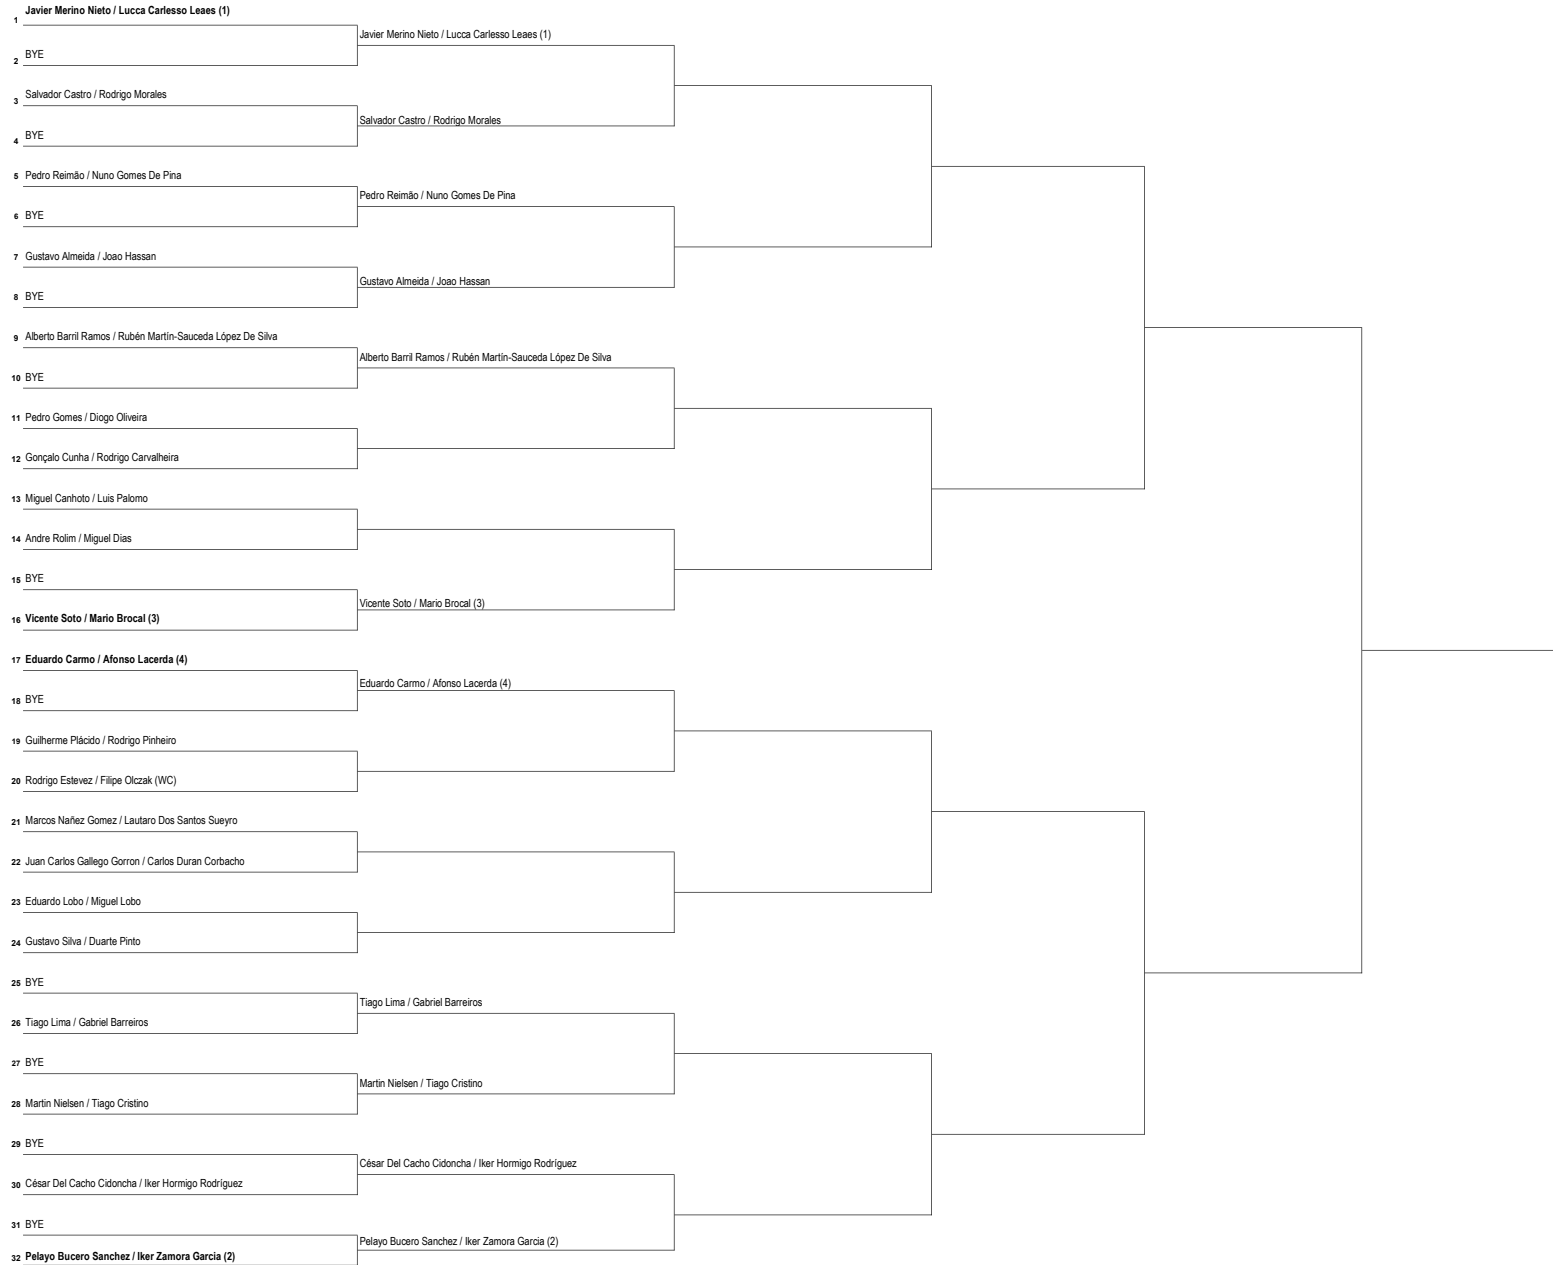 1 Javier Merino Nieto / Lucca Carlesso Leaes (1)
Javier Merino Nieto / Lucca Carlesso Leaes (1)
2 BYE
3 Salvador Castro / Rodrigo Morales
Salvador Castro / Rodrigo Morales
4 BYE
5 Pedro Reimão / Nuno Gomes De Pina
Pedro Reimão / Nuno Gomes De Pina
6 BYE
7 Gustavo Almeida / Joao Hassan
Gustavo Almeida / Joao Hassan
8 BYE
9 Alberto Barril Ramos / Rubén Martín-Sauceda López De Silva
Alberto Barril Ramos / Rubén Martín-Sauceda López De Silva
10 BYE
11 Pedro Gomes / Diogo Oliveira
12 Gonçalo Cunha / Rodrigo Carvalheira
13 Miguel Canhoto / Luis Palomo
14 Andre Rolim / Miguel Dias
15 BYE
Vicente Soto / Mario Brocal (3)
16 Vicente Soto / Mario Brocal (3)
17 Eduardo Carmo / Afonso Lacerda (4)
Eduardo Carmo / Afonso Lacerda (4)
18 BYE
19 Guilherme Plácido / Rodrigo Pinheiro
20 Rodrigo Estevez / Filipe Olczak (WC)
21 Marcos Nañez Gomez / Lautaro Dos Santos Sueyro
22 Juan Carlos Gallego Gorron / Carlos Duran Corbacho
23 Eduardo Lobo / Miguel Lobo
24 Gustavo Silva / Duarte Pinto
25 BYE
Tiago Lima / Gabriel Barreiros
26 Tiago Lima / Gabriel Barreiros
27 BYE
Martin Nielsen / Tiago Cristino
28 Martin Nielsen / Tiago Cristino
29 BYE
César Del Cacho Cidoncha / Iker Hormigo Rodríguez
30 César Del Cacho Cidoncha / Iker Hormigo Rodríguez
31 BYE
Pelayo Bucero Sanchez / Iker Zamora Garcia (2)
32 Pelayo Bucero Sanchez / Iker Zamora Garcia (2)